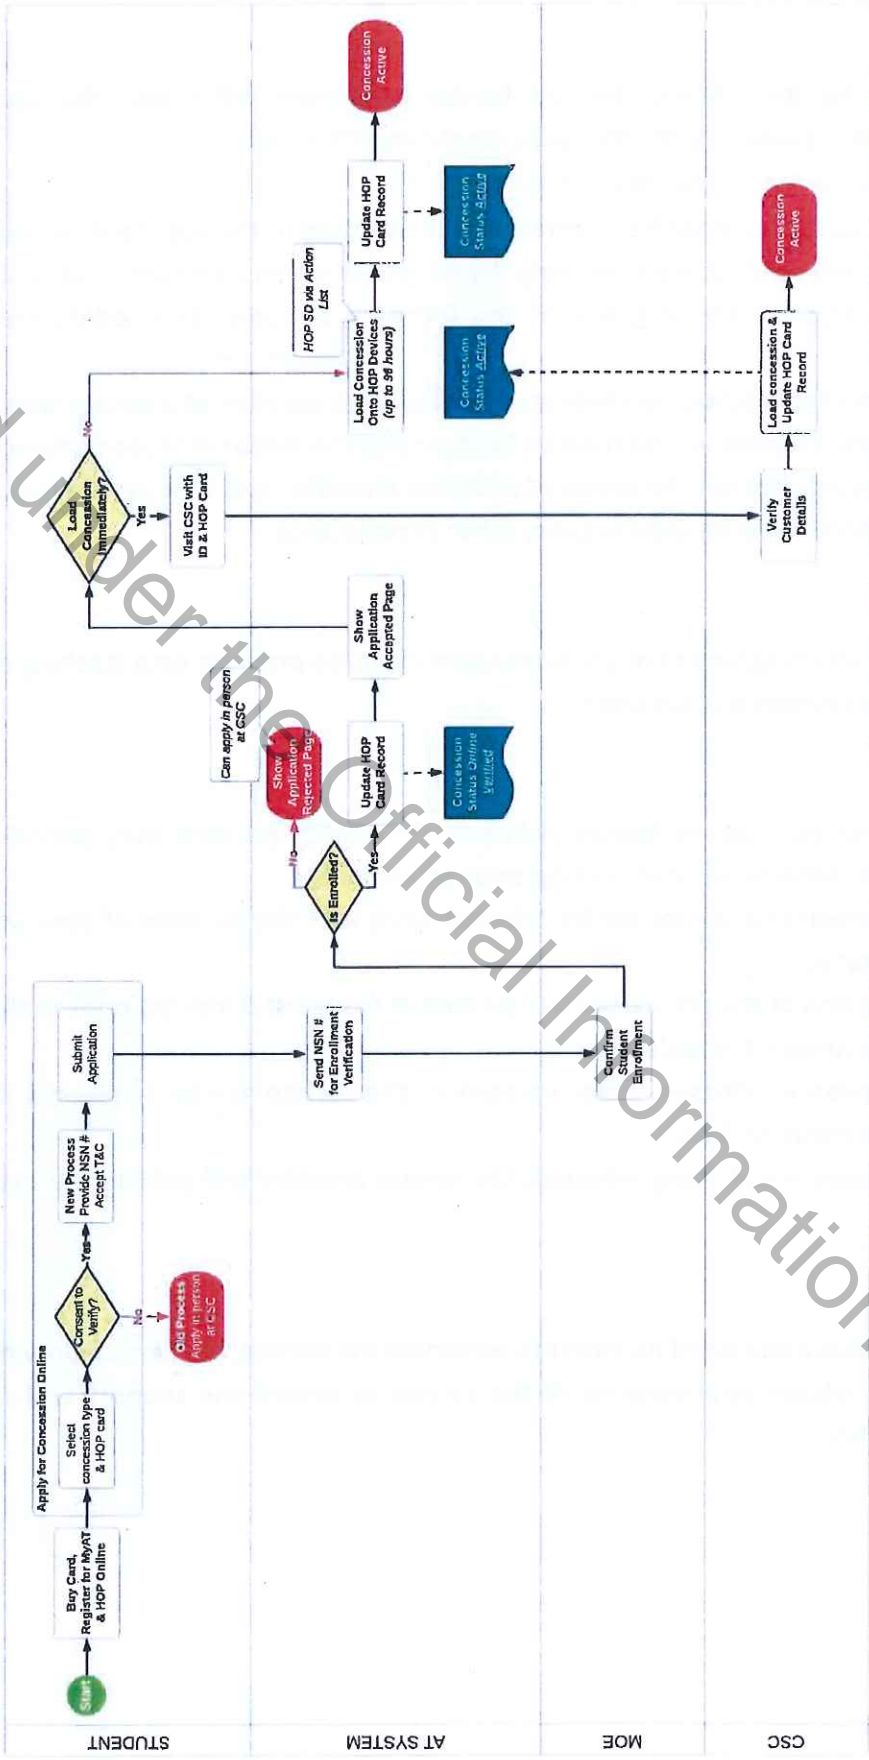 STUDENT
Start
Buy Card,
Register for MyAT
& HOP Online
Apply for Concession Online
Select
concession type
& HOP card
Consent to
Verify?
Yes
No
Old Process
Apply in person
at CSC
New Process
Provide NSN #
Accept T&C
Submit
Application
Load
Concession
Immediately?
No
Yes
Visit CSC with
ID & HOP Card
Can apply in person
at CSC
AT SYSTEM
Send NSN #
for Enrollment
Verification
Is Enrolled?
No
Yes
Show
Application
Rejected Page
Update HOP
Card Record
Concession
Status Online
Verified
Show
Application
Accepted Page
HOP SD via Action
List
Load Concession
Onto HOP Devices
(up to 96 hours)
Concession
Status Active
Update HOP
Card Record
Concession
Status Active
Concession
Active
MOE
Confirm
Student
Enrollment
CSC
Verify
Customer
Details
Load concession &
Update HOP Card
Record
Concession
Active
under the Official Information